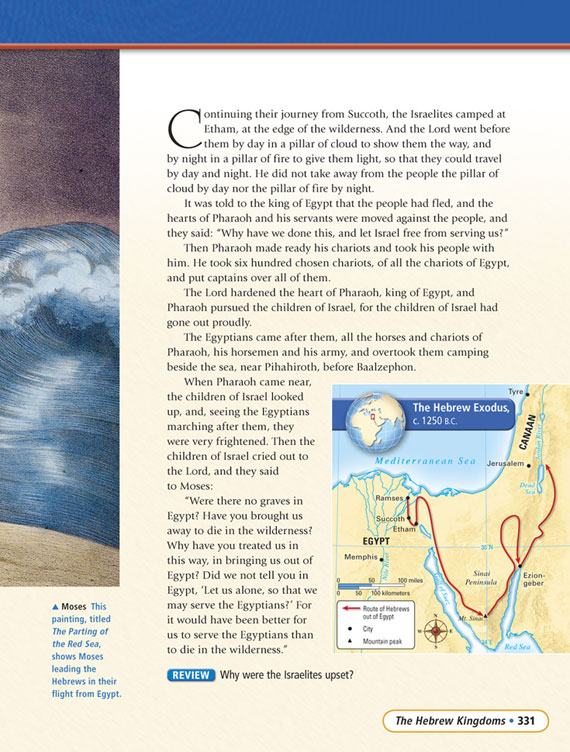 Continuing their journey from Succoth, the Israelites camped at
Etham, at the edge of the wilderness. And the Lord went before
them by day in a pillar of cloud to show them the way, and
by night in a pillar of fire to give them light, so that they could travel
by day and night. He did not take away from the people the pillar of
cloud by day nor the pillar of fire by night.
It was told to the king of Egypt that the people had fled, and the
hearts of Pharaoh and his servants were moved against the people, and
they said: “Why have we done this, and let Israel free from serving us?”
Then Pharaoh made ready his chariots and took his people with
him. He took six hundred chosen chariots, of all the chariots of Egypt,
and put captains over all of them.
The Lord hardened the heart of Pharaoh, king of Egypt, and
Pharaoh pursued the children of Israel, for the children of Israel had
gone out proudly.
The Egyptians came after them, all the horses and chariots of
Pharaoh, his horsemen and his army, and overtook them camping
beside the sea, near Pihahiroth, before Baalzephon.
When Pharaoh came near,
the children of Israel looked
up, and, seeing the Egyptians
marching after them, they
were very frightened. Then the
children of Israel cried out to
the Lord, and they said
to Moses:
“Were there no graves in
Egypt? Have you brought us
away to die in the wilderness?
Why have you treated us in
this way, in bringing us out of
Egypt? Did we not tell you in
Egypt, ‘Let us alone, so that we
may serve the Egyptians?’ For
it would have been better for
us to serve the Egyptians than
to die in the wilderness.”
REVIEW Why were the Israelites upset?
The Hebrew Exodus,
c. 1250 B.C.
Tyre
CANAAN
Jordan River
Mediterranean Sea
Jerusalem
Dead
Sea
Rameses
Succoth
Etham
EGYPT
Memphis
Nile River
30°N
0 50 100 miles
0 50 100 kilometers
Sinai
Peninsula
Ezion-
geber
Mt. Sinai
Red Sea
Route of Hebrews
out of Egypt
City
Mountain peak
N
W E
S
▲ Moses This
painting, titled
The Parting of
the Red Sea,
shows Moses
leading the
Hebrews in their
flight from Egypt.
The Hebrew Kingdoms • 331